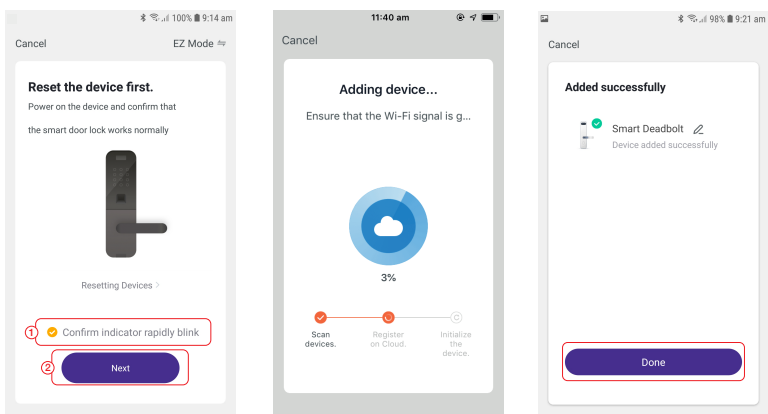 100% 9:14 am
Cancel
EZ Mode
Reset the device first.
Power on the device and confirm that
the smart door lock works normally
Resetting Devices >
1 Confirm indicator rapidly blink
2 Next
11:40 am
Cancel
Adding device...
Ensure that the Wi-Fi signal is g...
3%
Scan
devices.
Register
on Cloud.
Initialize
the
device.
98% 9:21 am
Cancel
Added successfully
Smart Deadbolt
Device added successfully
Done